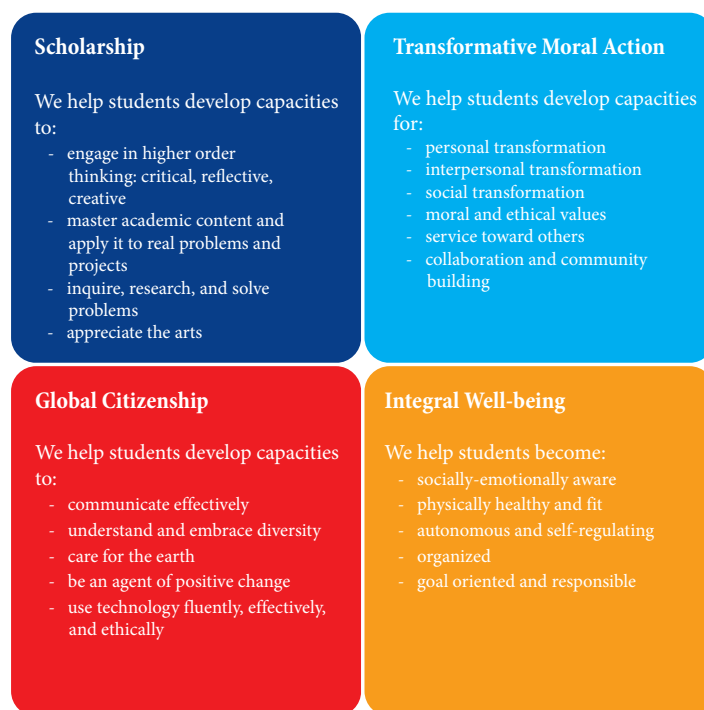 Scholarship
We help students develop capacities
to:
- engage in higher order
thinking: critical, reflective,
creative
- master academic content and
apply it to real problems and
projects
- inquire, research, and solve
problems
- appreciate the arts
Transformative Moral Action
We help students develop capacities
for:
- personal transformation
- interpersonal transformation
- social transformation
- moral and ethical values
- service toward others
- collaboration and community
building
Global Citizenship
We help students develop capacities
to:
- communicate effectively
- understand and embrace diversity
- care for the earth
- be an agent of positive change
- use technology fluently, effectively,
and ethically
Integral Well-being
We help students become:
- socially-emotionally aware
- physically healthy and fit
- autonomous and self-regulating
- organized
- goal oriented and responsible